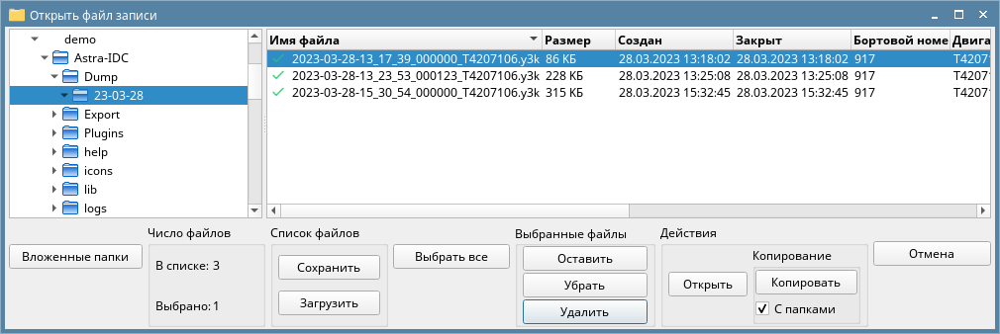 Открыть файл записи
demo
Astra-IDC
Dump
23-03-28
Export
Plugins
help
icons
lib
logs
Имя файла Размер Создан Закрыт Бортовой номе Двига
2023-03-28-13_17_39_000000_T4207106.y3k 86 КБ 28.03.2023 13:18:02 28.03.2023 13:18:02 917 T4207
2023-03-28-13_23_53_000123_T4207106.y3k 228 КБ 28.03.2023 13:25:08 28.03.2023 13:25:08 917 T4207
2023-03-28-15_30_54_000000_T4207106.y3k 315 КБ 28.03.2023 15:32:45 28.03.2023 15:32:45 917 T4207
Вложенные папки
Число файлов
В списке: 3
Выбрано: 1
Список файлов
Сохранить
Загрузить
Выбрать все
Выбранные файлы
Оставить
Убрать
Удалить
Действия
Открыть
Копирование
Копировать
С папками
Отмена